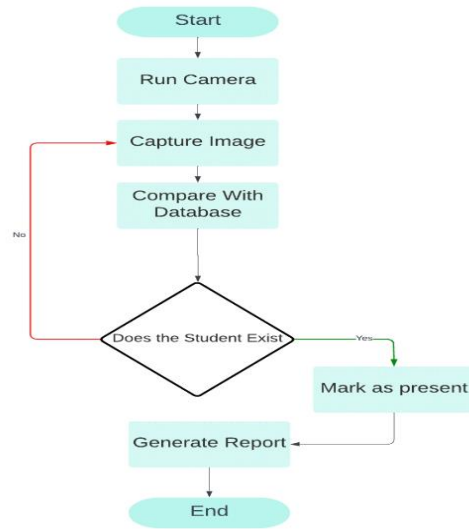 Start
Run Camera
Capture Image
Compare With
Database
No
Does the Student Exist
Yes
Mark as present
Generate Report
End